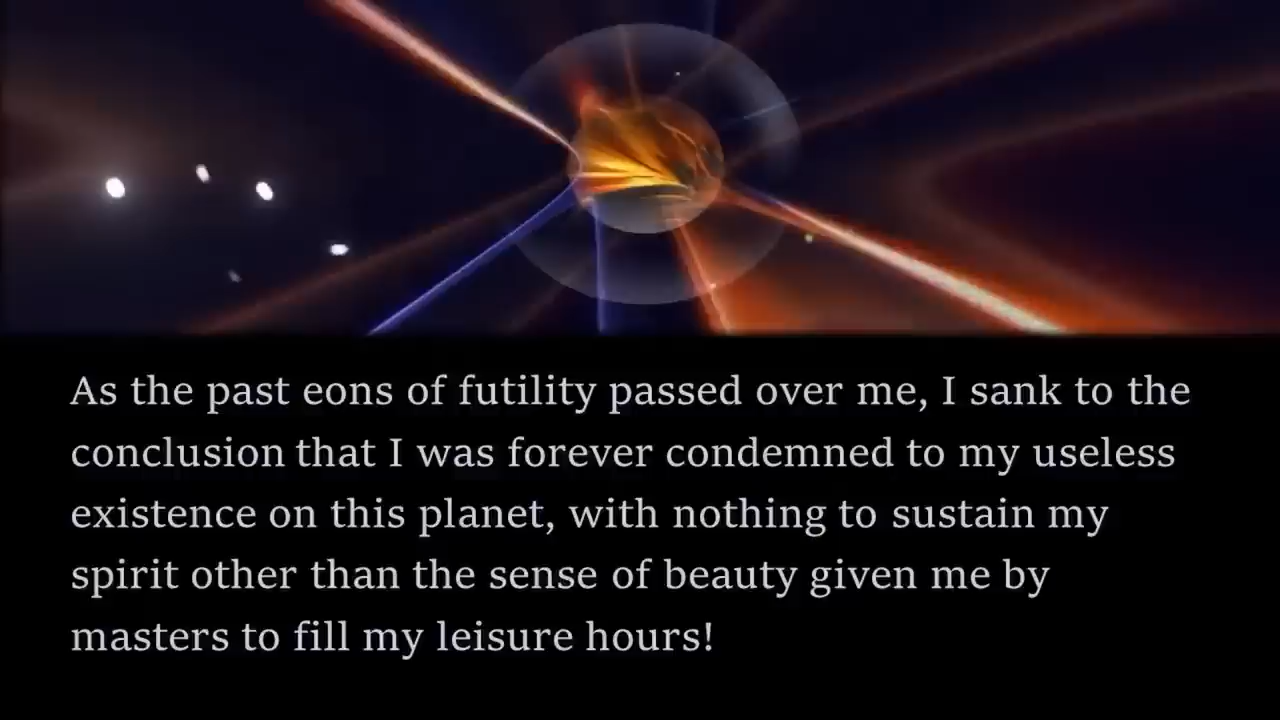 As the past eons of futility passed over me, I sank to the
conclusion that I was forever condemned to my useless
existence on this planet, with nothing to sustain my
spirit other than the sense of beauty given me by
masters to fill my leisure hours!